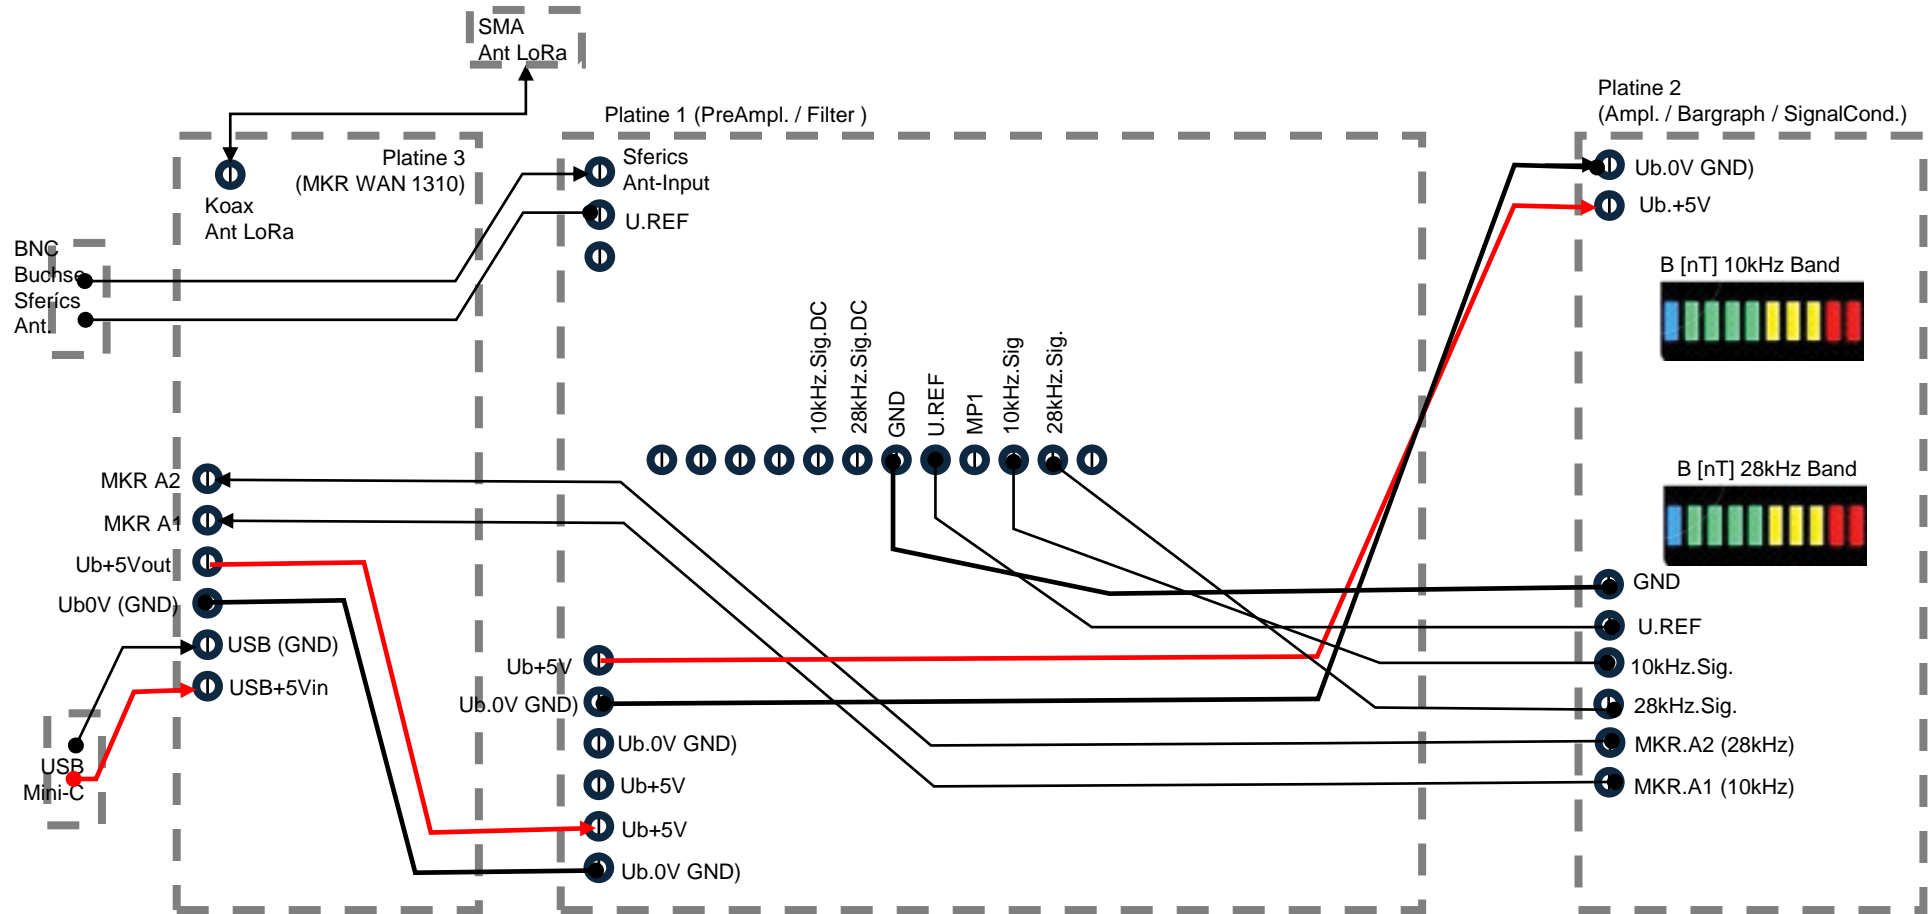 SMA
Ant LoRa
Platine 1 (PreAmpl. / Filter )
Platine 2
(Ampl. / Bargraph / SignalCond.)
Platine 3
(MKR WAN 1310)
Koax
Ant LoRa
BNC
Buchse
Sferícs
Ant.
Sferics
Ant-Input
U.REF
Ub.0V GND)
Ub.+5V
B [nT] 10kHz Band
B [nT] 28kHz Band
10kHz.Sig.DC
28kHz.Sig.DC
GND
U.REF
MP1
10kHz.Sig
28kHz.Sig.
MKR A2
MKR A1
Ub+5Vout
Ub0V (GND)
USB (GND)
USB+5Vin
USB
Mini-C
Ub+5V
Ub.0V GND)
Ub.0V GND)
Ub+5V
Ub+5V
Ub.0V GND)
GND
U.REF
10kHz.Sig.
28kHz.Sig.
MKR.A2 (28kHz)
MKR.A1 (10kHz)